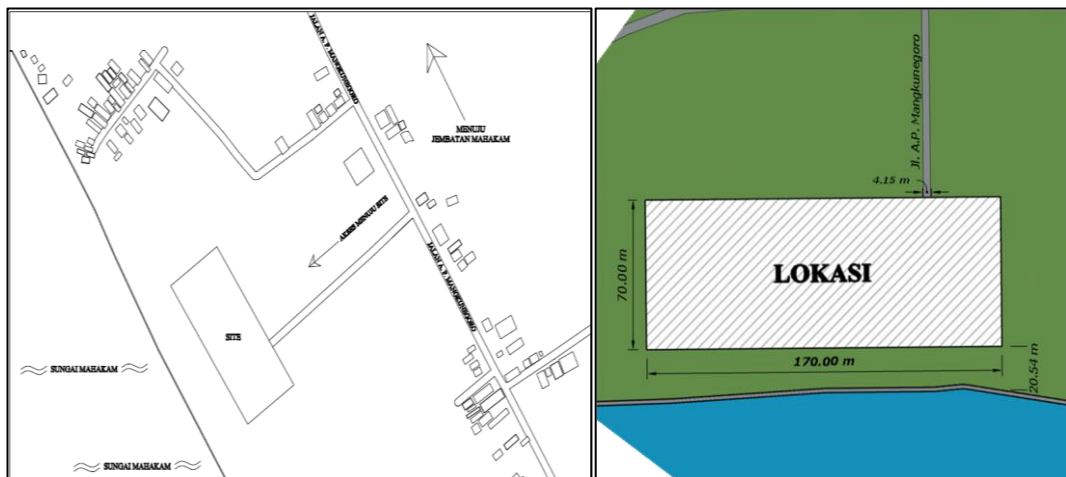 JALAN A. P. MANGKUNEGORO
MENUJU
JEMBATAN MAHAKAM
AKSES MENUJU SITE
JALAN A. P. MANGKUNEGORO
SITE
SUNGAI MAHAKAM
SUNGAI MAHAKAM
Jl. A.P. Mangkunegoro
4.15 m
70.00 m
LOKASI
170.00 m
20.54 m